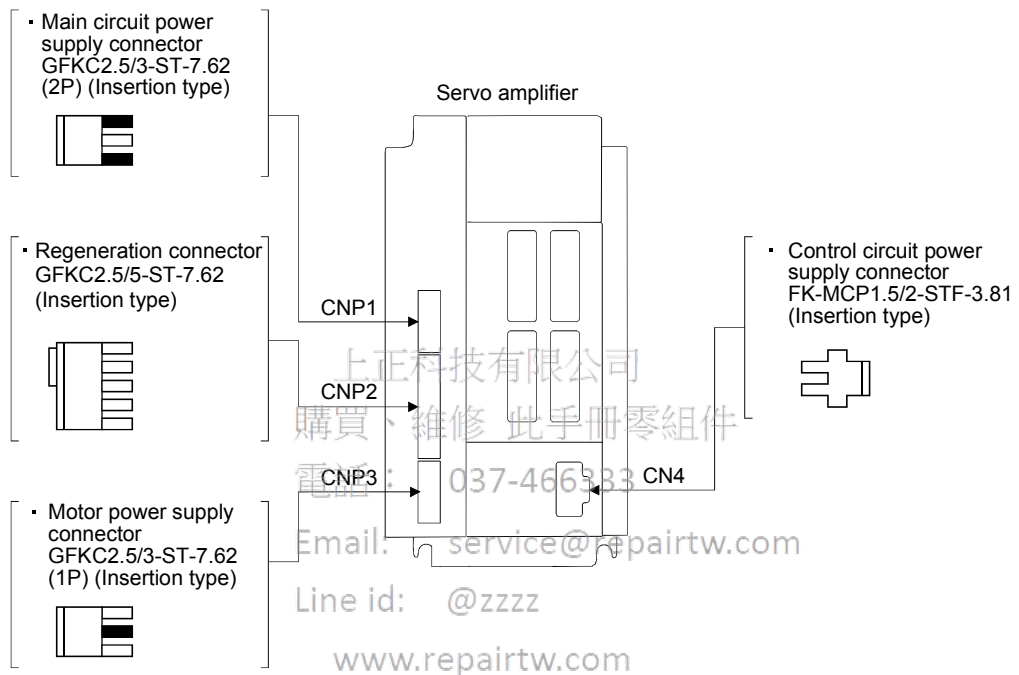 · Main circuit power
supply connector
GFKC2.5/3-ST-7.62
(2P) (Insertion type)
Servo amplifier
· Regeneration connector
GFKC2.5/5-ST-7.62
(Insertion type)
· Control circuit power
supply connector
FK-MCP1.5/2-STF-3.81
(Insertion type)
CNP1
上正科技有限公司
CNP2
購買、維修 此手冊零組件
CNP3
電話： 037-466333
CN4
· Motor power supply
connector
GFKC2.5/3-ST-7.62
(1P) (Insertion type)
Email: service@repairtw.com
Line id: @zzzz
www.repairtw.com